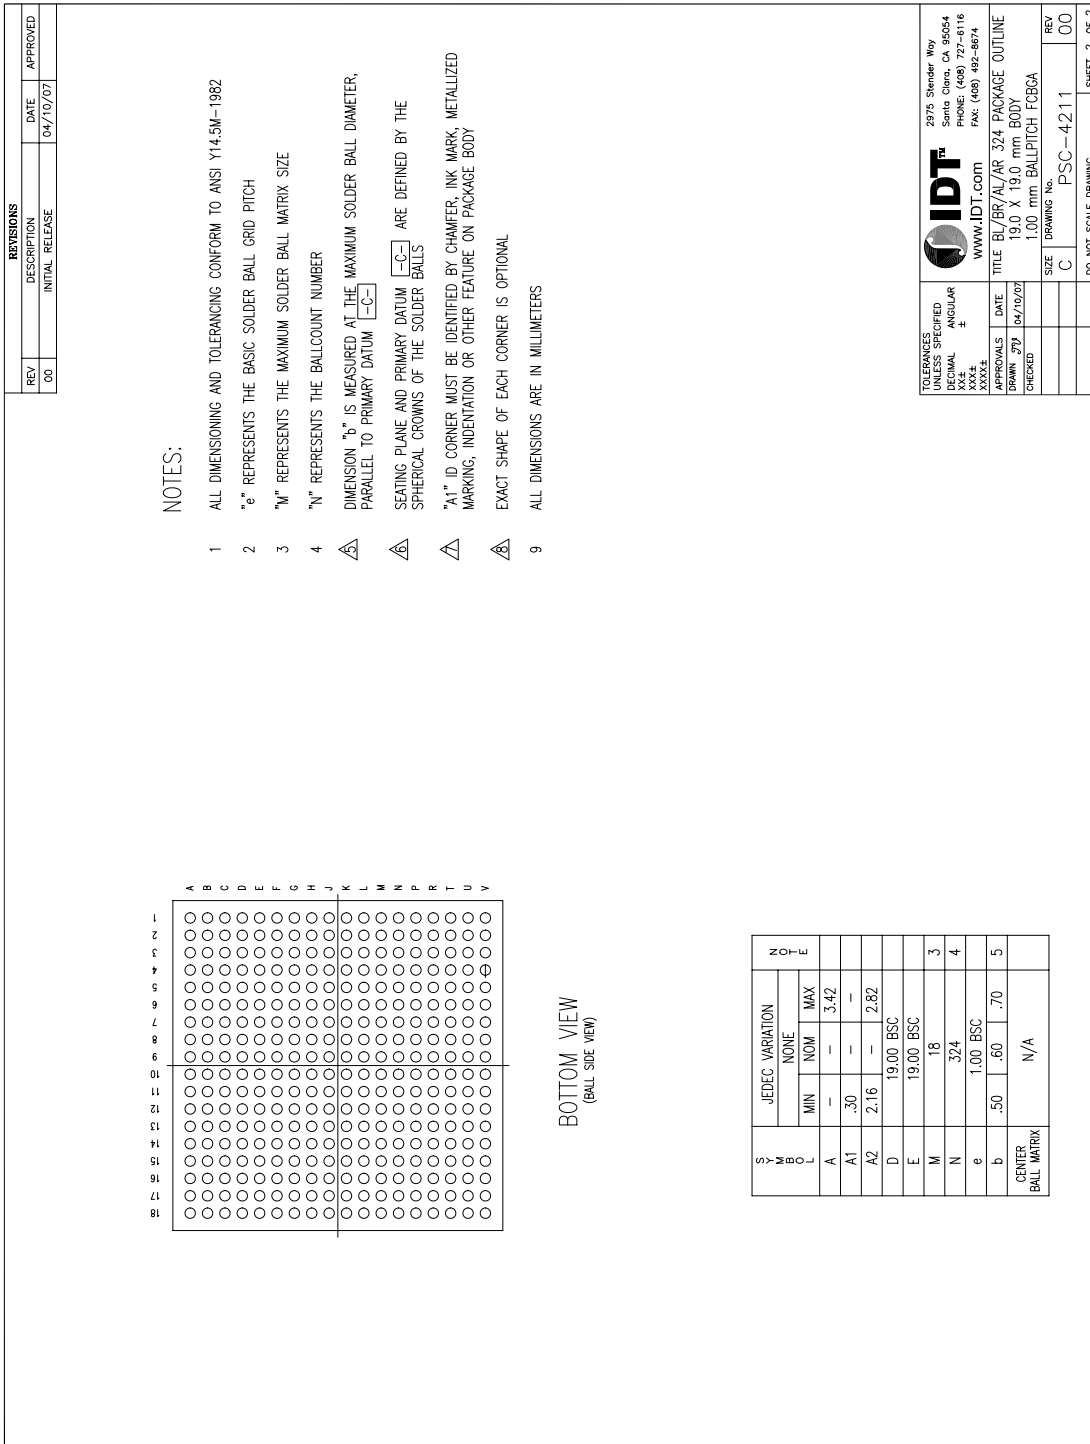 REVISIONS
REV DESCRIPTION DATE APPROVED
00 INITIAL RELEASE 04/10/07
NOTES:
1 ALL DIMENSIONING AND TOLERANCING CONFORM TO ANSI Y14.5M-1982
2 "e" REPRESENTS THE BASIC SOLDER BALL GRID PITCH
3 "M" REPRESENTS THE MAXIMUM SOLDER BALL MATRIX SIZE
4 "N" REPRESENTS THE BALLCOUNT NUMBER
5 DIMENSION "b" IS MEASURED AT THE MAXIMUM SOLDER BALL DIAMETER,
PARALLEL TO PRIMARY DATUM -C-
6 SEATING PLANE AND PRIMARY DATUM -C- ARE DEFINED BY THE
SPHERICAL CROWNS OF THE SOLDER BALLS
7 "A1" ID CORNER MUST BE IDENTIFIED BY CHAMFER, INK MARK, METALLIZED
MARKING, INDENTATION OR OTHER FEATURE ON PACKAGE BODY
8 EXACT SHAPE OF EACH CORNER IS OPTIONAL
9 ALL DIMENSIONS ARE IN MILLIMETERS
18 17 16 15 14 13 12 11 10 9 8 7 6 5 4 3 2 1
A
B
C
D
E
F
G
H
J
K
L
M
N
P
R
T
U
V
BOTTOM VIEW
(BALL SIDE VIEW)
SYMBOL JEDEC VARIATION NOTE
NONE
MIN NOM MAX
A - - 3.42
A1 .30 - -
A2 2.16 - 2.82
D 19.00 BSC
E 19.00 BSC
M 18 3
N 324 4
e 1.00 BSC
b .50 .60 .70 5
CENTER
BALL MATRIX N/A
TOLERANCES
UNLESS SPECIFIED
DECIMAL ANGULAR
XX± ±
XXX±
XXXX±
IDT™
www.IDT.com
2975 Stender Way
Santa Clara, CA 95054
PHONE: (408) 727-6116
FAX: (408) 492-8674
APPROVALS DATE
DRAWN 04/10/07
CHECKED
TITLE BL/BR/AL/AR 324 PACKAGE OUTLINE
19.0 X 19.0 mm BODY
1.00 mm BALLPITCH FCBGA
SIZE DRAWING No. REV
C PSC-4211 00
DO NOT SCALE DRAWING SHEET 2 OF 2